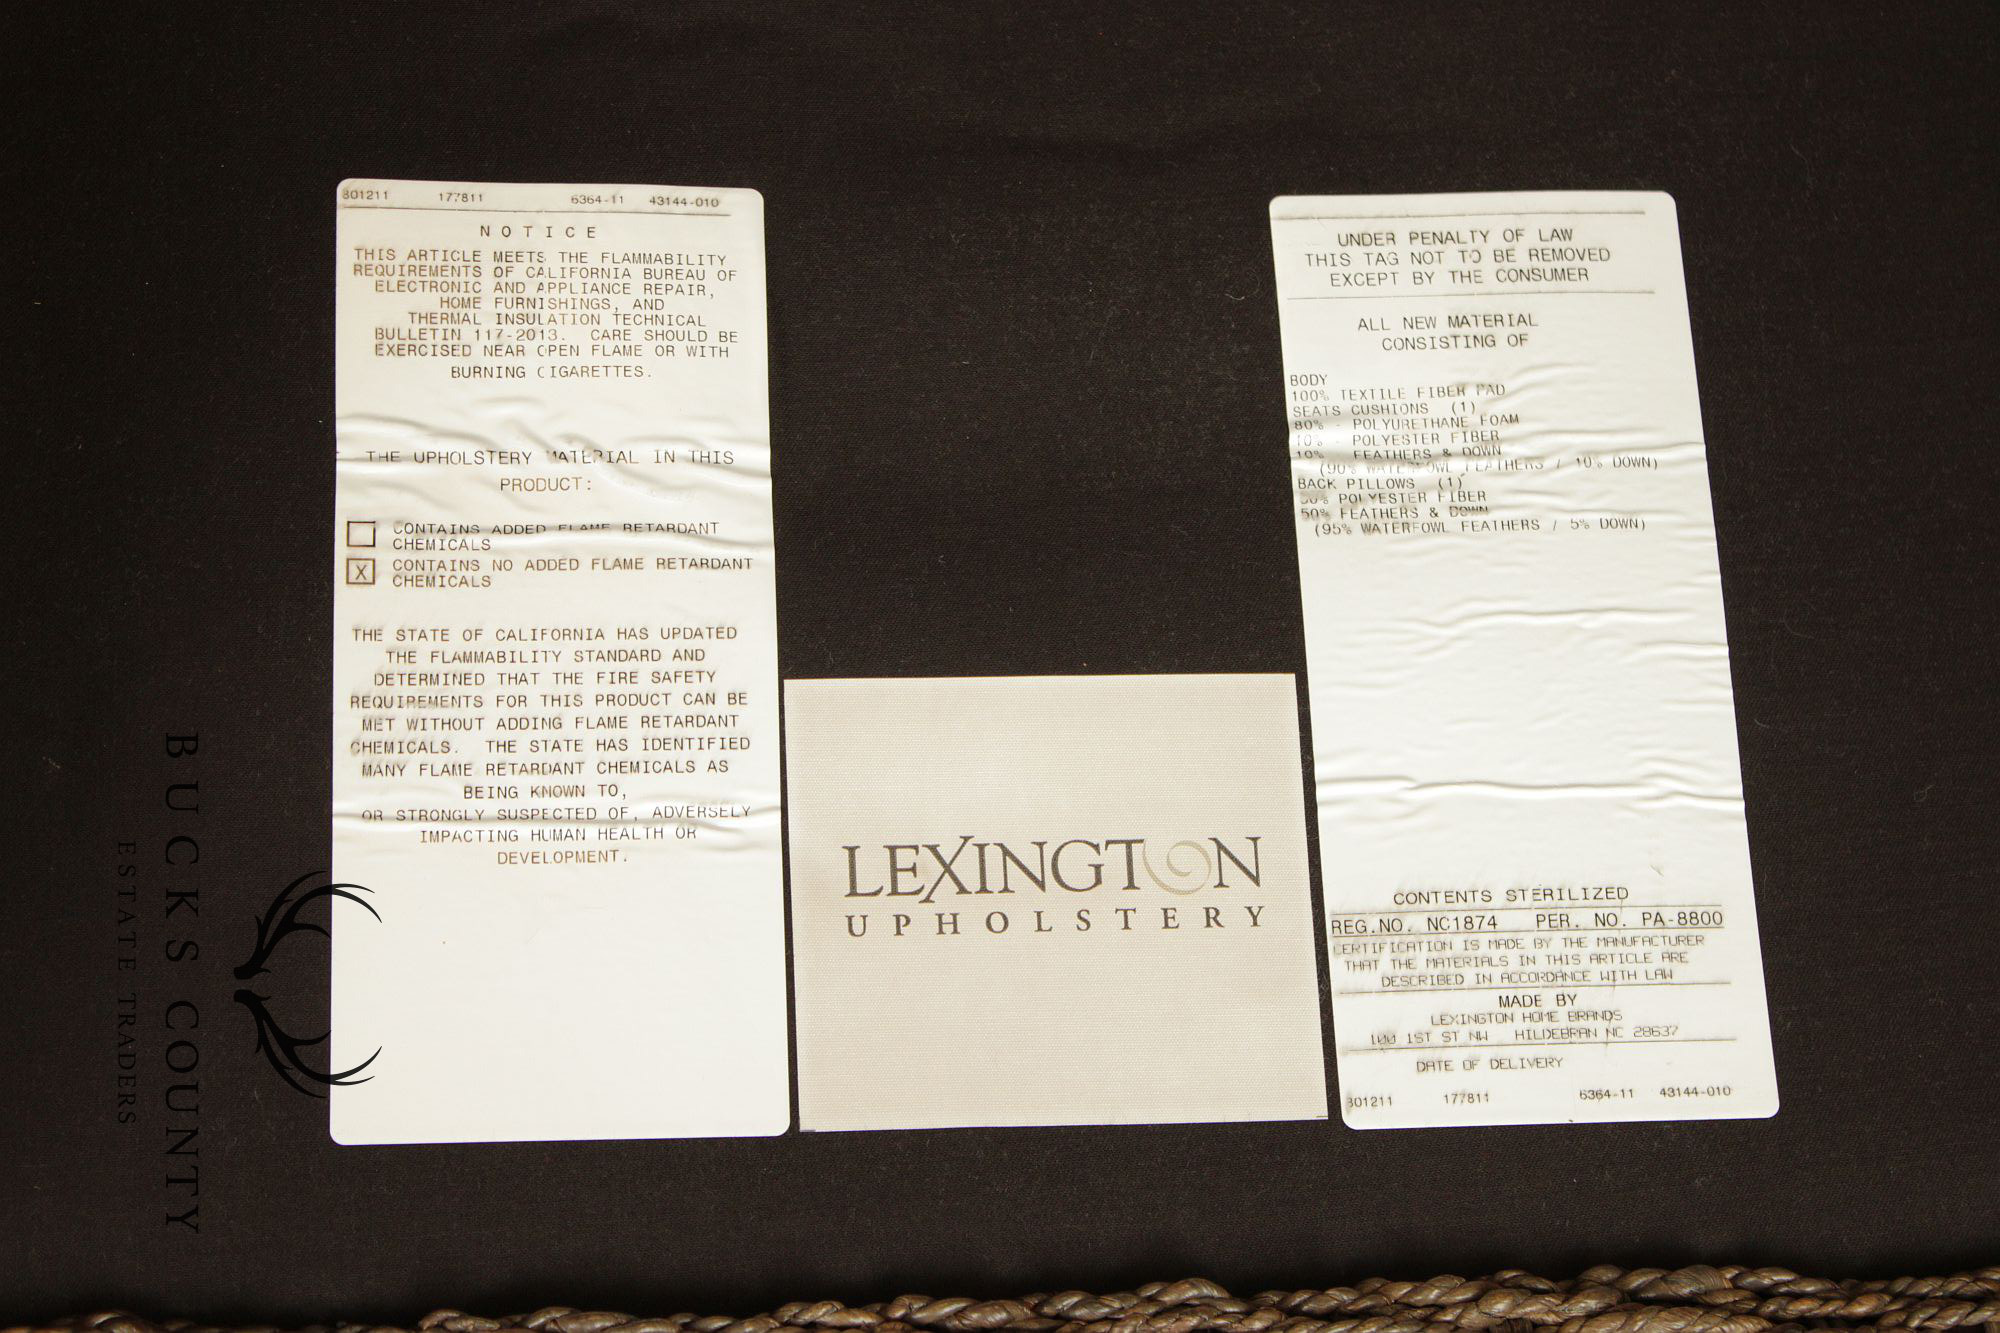 801211 177811 6364-11 43144-010
NOTICE
THIS ARTICLE MEETS THE FLAMMABILITY
REQUIREMENTS OF CALIFORNIA BUREAU OF
ELECTRONIC AND APPLIANCE REPAIR,
HOME FURNISHINGS, AND
THERMAL INSULATION TECHNICAL
BULLETIN 117-2013. CARE SHOULD BE
EXERCISED NEAR OPEN FLAME OR WITH
BURNING CIGARETTES.
THE UPHOLSTERY MATERIAL IN THIS
PRODUCT:
CONTAINS ADDED FLAME RETARDANT
CHEMICALS
X CONTAINS NO ADDED FLAME RETARDANT
CHEMICALS
THE STATE OF CALIFORNIA HAS UPDATED
THE FLAMMABILITY STANDARD AND
DETERMINED THAT THE FIRE SAFETY
REQUIREMENTS FOR THIS PRODUCT CAN BE
MET WITHOUT ADDING FLAME RETARDANT
CHEMICALS. THE STATE HAS IDENTIFIED
MANY FLAME RETARDANT CHEMICALS AS
BEING KNOWN TO,
OR STRONGLY SUSPECTED OF, ADVERSELY
IMPACTING HUMAN HEALTH OR
DEVELOPMENT.
LEXINGTON
UPHOLSTERY
UNDER PENALTY OF LAW
THIS TAG NOT TO BE REMOVED
EXCEPT BY THE CONSUMER
ALL NEW MATERIAL
CONSISTING OF
BODY
100% TEXTILE FIBER PAD
SEATS CUSHIONS (1)
80% - POLYURETHANE FOAM
10% - POLYESTER FIBER
10% FEATHERS & DOWN
(90% WATERFOWL FEATHERS / 10% DOWN)
BACK PILLOWS (1)
50% POLYESTER FIBER
50% FEATHERS & DOWN
(95% WATERFOWL FEATHERS / 5% DOWN)
CONTENTS STERILIZED
REG.NO. NC1874 PER. NO. PA-8800
CERTIFICATION IS MADE BY THE MANUFACTURER
THAT THE MATERIALS IN THIS ARTICLE ARE
DESCRIBED IN ACCORDANCE WITH LAW
MADE BY
LEXINGTON HOME BRANDS
100 1ST ST NW HILDEBRAN NC 28637
DATE OF DELIVERY
801211 177811 6364-11 43144-010
BUCKS COUNTY
ESTATE TRADERS